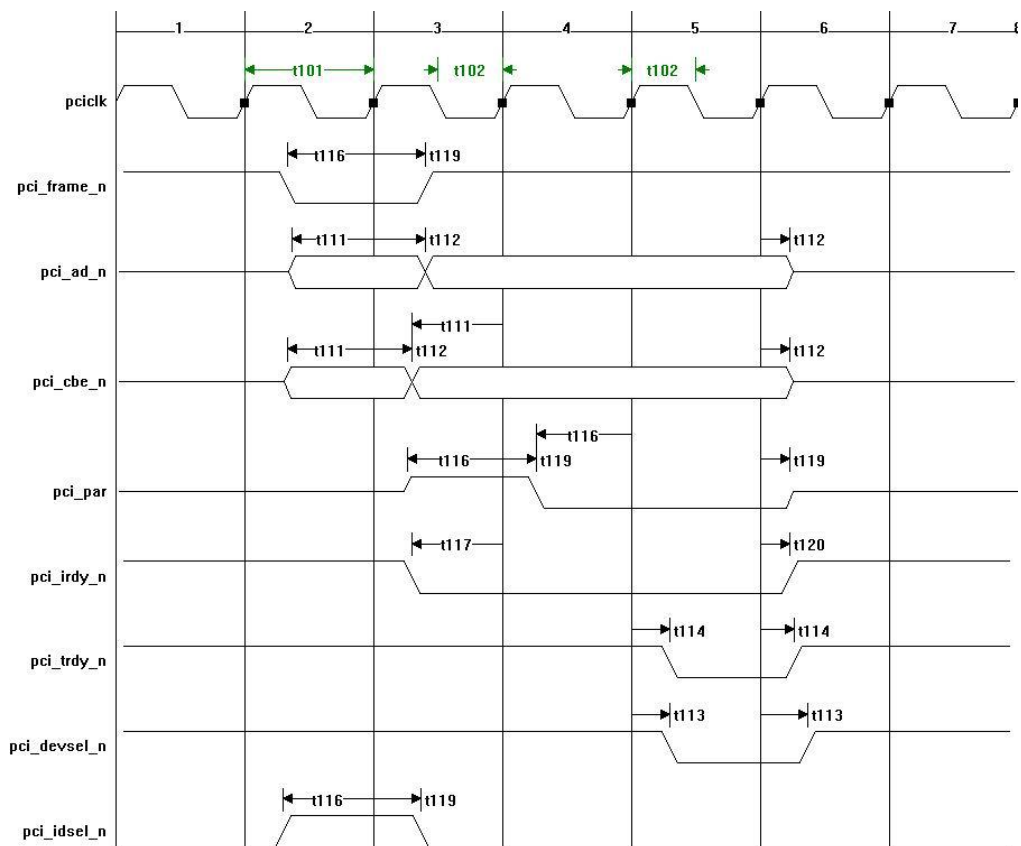 1 2 3 4 5 6 7 8
t101 t102 t102
pciclk
t116 t119
pci_frame_n
t111 t112 t112
pci_ad_n
t111
t111 t112 t112
pci_cbe_n
t116
t116 t119 t119
pci_par
t117 t120
pci_irdy_n
t114 t114
pci_trdy_n
t113 t113
pci_devsel_n
t116 t119
pci_idsel_n